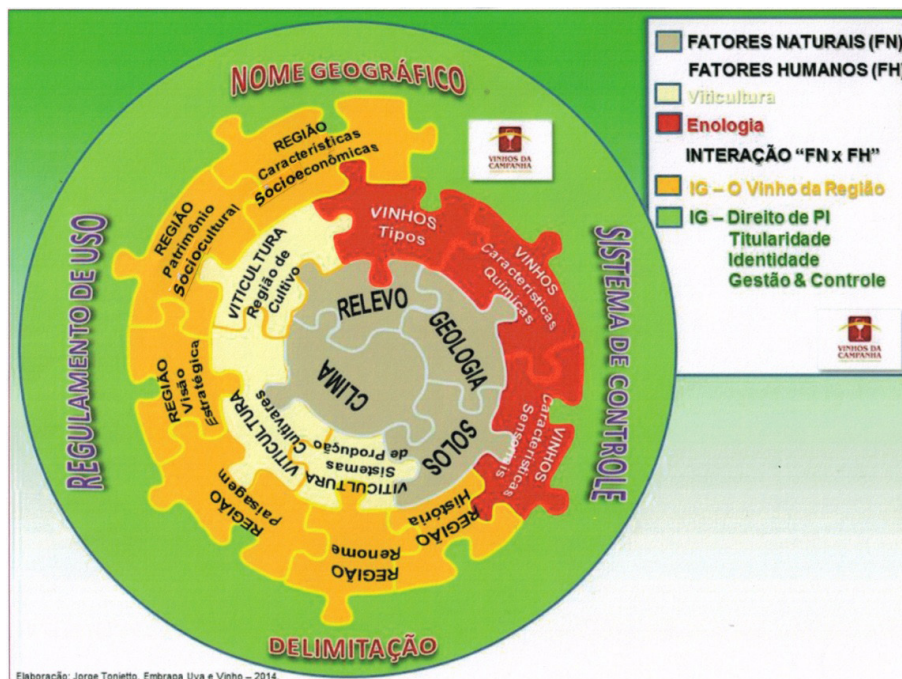 NOME GEOGRÁFICO
REGULAMENTO DE USO
SISTEMA DE CONTROLE
DELIMITAÇÃO
REGIÃO
Características
Socioeconômicas
REGIÃO
Patrimônio
Sociocultural
REGIÃO
Visão
Estratégica
REGIÃO
Paisagem
REGIÃO
Renome
REGIÃO
História
VITICULTURA
Região de
Cultivo
VITICULTURA
Cultivares
VITICULTURA
Sistemas
de Produção
VINHOS
Tipos
VINHOS
Características
Químicas
VINHOS
Características
Sensoriais
RELEVO
GEOLOGIA
CLIMA
SOLOS
VINHOS DA
CAMPANHA
FATORES NATURAIS (FN)
FATORES HUMANOS (FH)
Viticultura
Enologia
INTERAÇÃO “FN x FH”
IG – O Vinho da Região
IG – Direito de PI
Titularidade
Identidade
Gestão & Controle
VINHOS DA
CAMPANHA
Elaboração: Jorge Tonietto, Embrapa Uva e Vinho – 2014